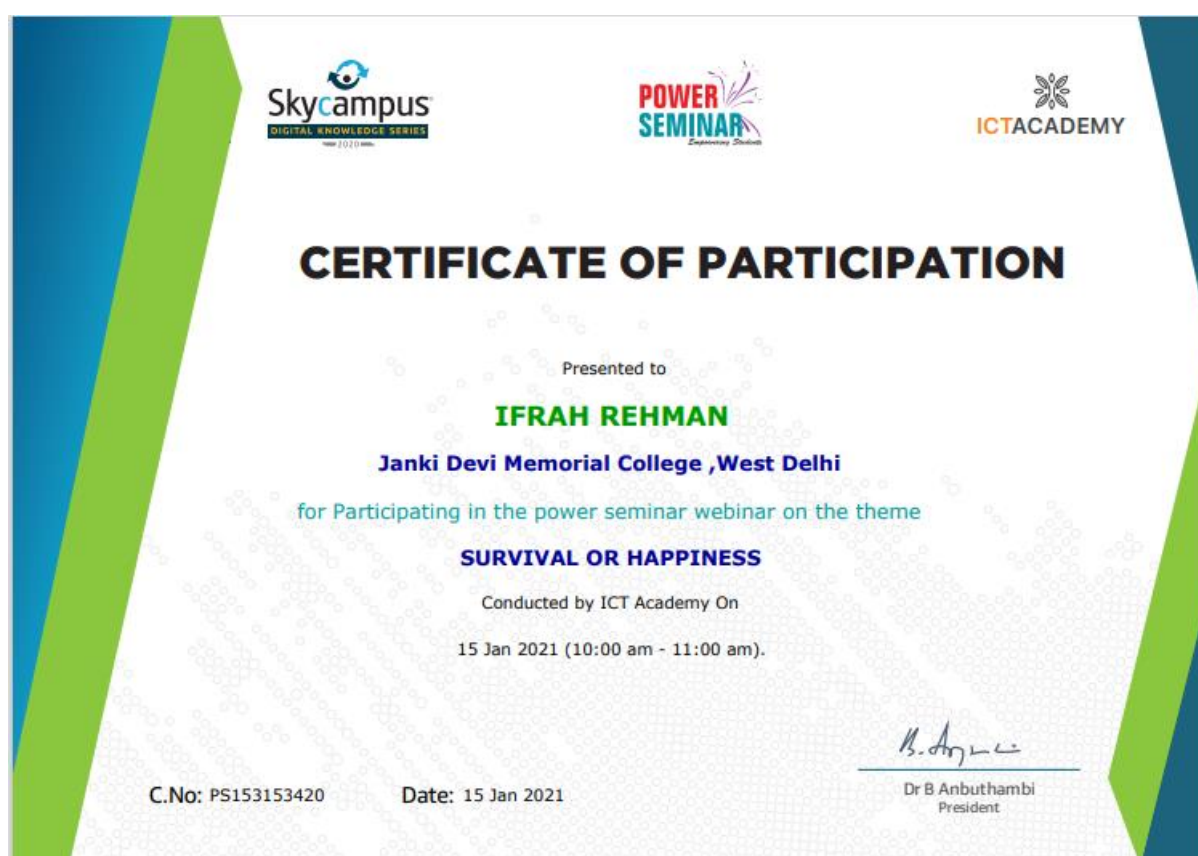 Skycampus
DIGITAL KNOWLEDGE SERIES
2020
POWER
SEMINAR
Empowering Students
ICTACADEMY
CERTIFICATE OF PARTICIPATION
Presented to
IFRAH REHMAN
Janki Devi Memorial College ,West Delhi
for Participating in the power seminar webinar on the theme
SURVIVAL OR HAPPINESS
Conducted by ICT Academy On
15 Jan 2021 (10:00 am - 11:00 am).
Dr B Anbuthambi
President
C.No: PS153153420 Date: 15 Jan 2021